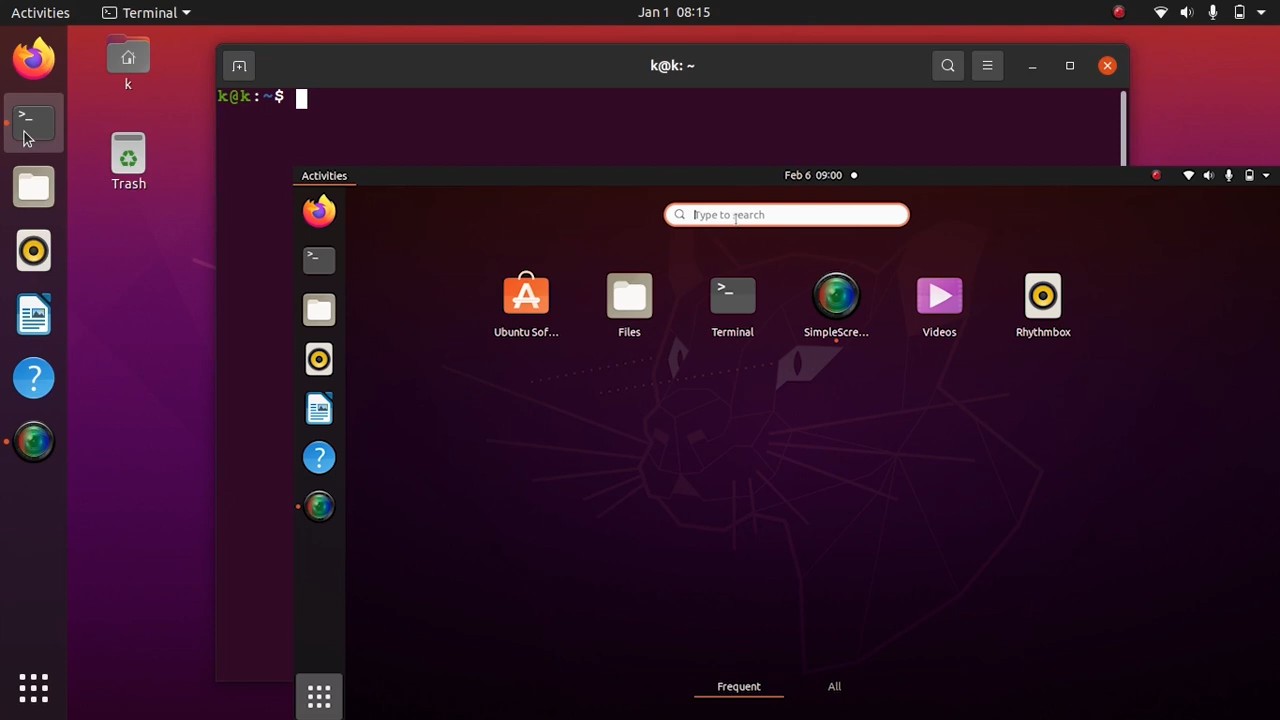 Activities
Terminal
Jan 1 08:15
k
Trash
k@k: ~
k@k:~$
>_
?
Activities
Feb 6 09:00
Type to search
>_
Ubuntu Sof...
Files
>_
Terminal
SimpleScre...
Videos
Rhythmbox
?
Frequent
All